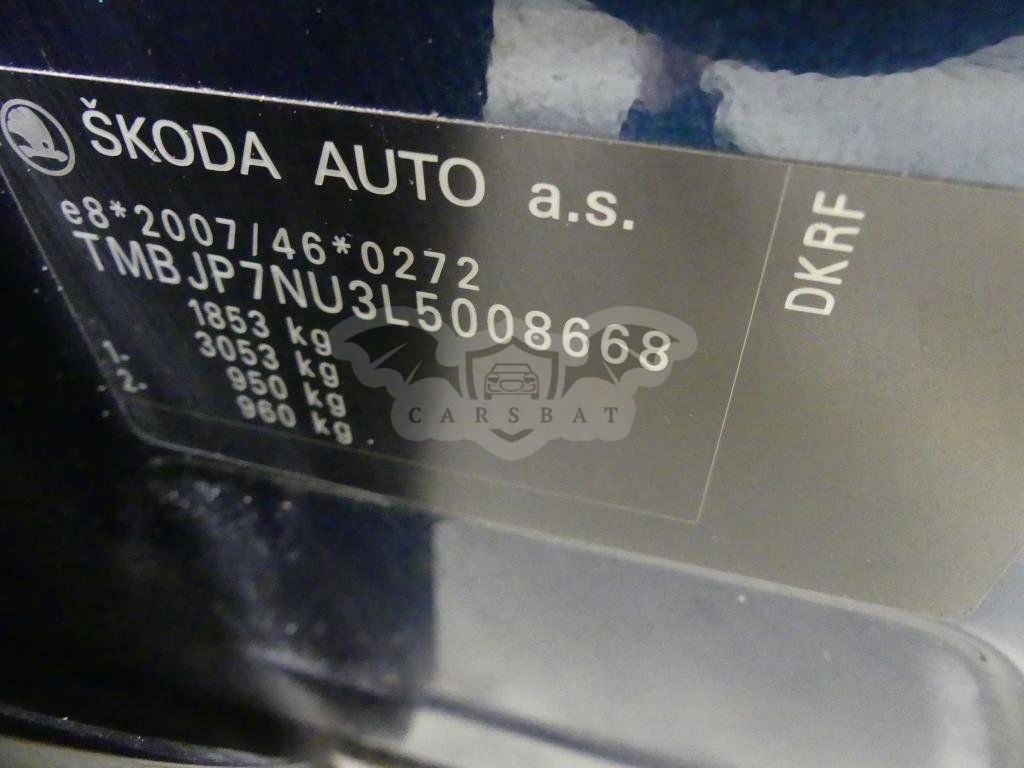 ŠKODA AUTO a.s.
e8*2007/46*0272
TMBJP7NU3L5008668
1853 kg
3053 kg
1- 950 kg
2- 960 kg
DKRF
CARSBAT